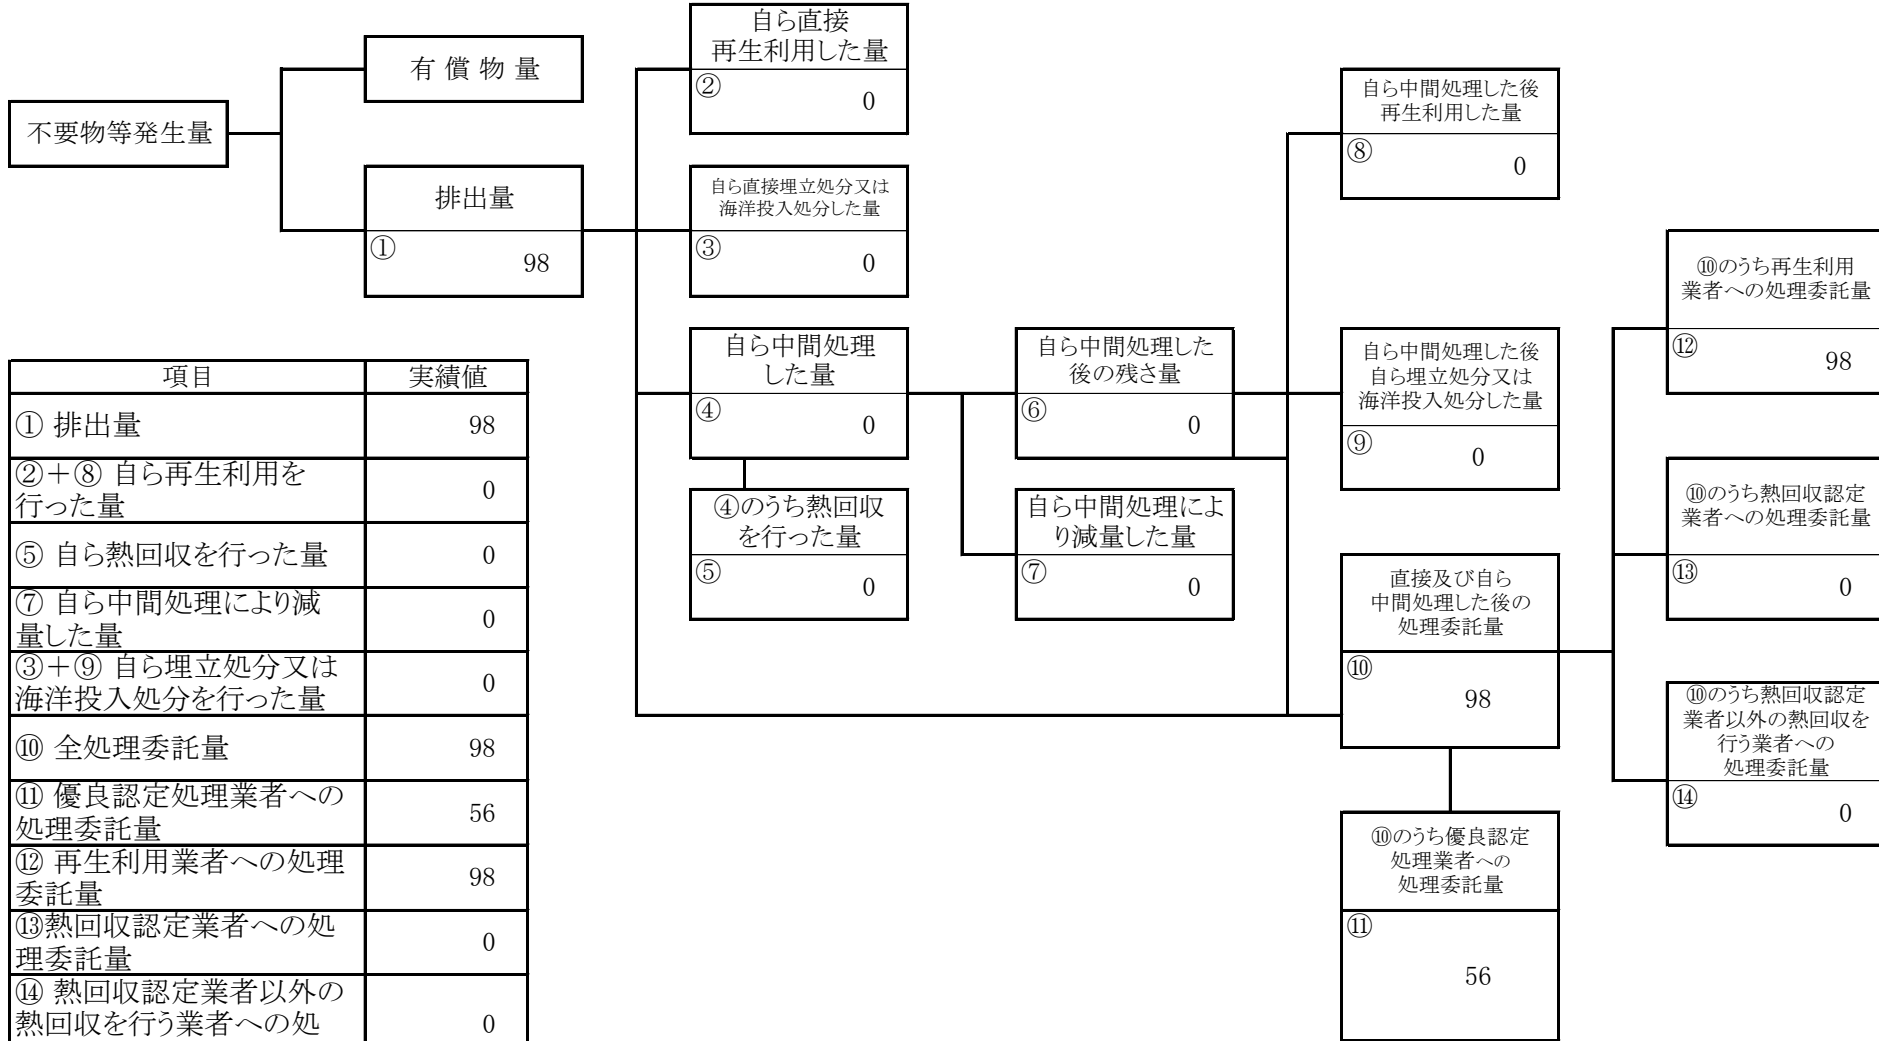 不要物等発生量
有 償 物 量
排出量
①
98
自ら直接
再生利用した量
②
0
自ら直接埋立処分又は
海洋投入処分した量
③
0
自ら中間処理
した量
④
0
④のうち熱回収
を行った量
⑤
0
自ら中間処理した
後の残さ量
⑥
0
自ら中間処理によ
り減量した量
⑦
0
自ら中間処理した後
再生利用した量
⑧
0
自ら中間処理した後
自ら埋立処分又は
海洋投入処分した量
⑨
0
直接及び自ら
中間処理した後の
処理委託量
⑩
98
⑩のうち優良認定
処理業者への
処理委託量
⑪
56
⑩のうち再生利用
業者への処理委託量
⑫
98
⑩のうち熱回収認定
業者への処理委託量
⑬
0
⑩のうち熱回収認定
業者以外の熱回収を
行う業者への
処理委託量
⑭
0
項目 実績値
① 排出量 98
②＋⑧ 自ら再生利用を
行った量 0
⑤ 自ら熱回収を行った量 0
⑦ 自ら中間処理により減
量した量 0
③＋⑨ 自ら埋立処分又は
海洋投入処分を行った量 0
⑩ 全処理委託量 98
⑪ 優良認定処理業者への
処理委託量 56
⑫ 再生利用業者への処理
委託量 98
⑬熱回収認定業者への処
理委託量 0
⑭ 熱回収認定業者以外の
熱回収を行う業者への処 0